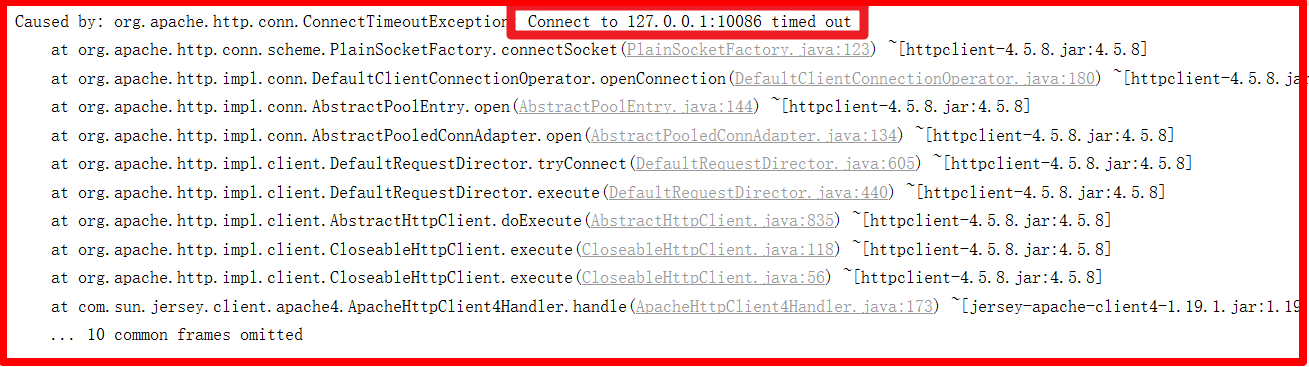 Caused by: org.apache.http.conn.ConnectTimeoutException: Connect to 127.0.0.1:10086 timed out
at org.apache.http.conn.scheme.PlainSocketFactory.connectSocket(PlainSocketFactory.java:123) ~[httpclient-4.5.8.jar:4.5.8]
at org.apache.http.impl.conn.DefaultClientConnectionOperator.openConnection(DefaultClientConnectionOperator.java:180) ~[httpclient-4.5.8.ja
at org.apache.http.impl.conn.AbstractPoolEntry.open(AbstractPoolEntry.java:144) ~[httpclient-4.5.8.jar:4.5.8]
at org.apache.http.impl.conn.AbstractPooledConnAdapter.open(AbstractPooledConnAdapter.java:134) ~[httpclient-4.5.8.jar:4.5.8]
at org.apache.http.impl.client.DefaultRequestDirector.tryConnect(DefaultRequestDirector.java:605) ~[httpclient-4.5.8.jar:4.5.8]
at org.apache.http.impl.client.DefaultRequestDirector.execute(DefaultRequestDirector.java:440) ~[httpclient-4.5.8.jar:4.5.8]
at org.apache.http.impl.client.AbstractHttpClient.doExecute(AbstractHttpClient.java:835) ~[httpclient-4.5.8.jar:4.5.8]
at org.apache.http.impl.client.CloseableHttpClient.execute(CloseableHttpClient.java:118) ~[httpclient-4.5.8.jar:4.5.8]
at org.apache.http.impl.client.CloseableHttpClient.execute(CloseableHttpClient.java:56) ~[httpclient-4.5.8.jar:4.5.8]
at com.sun.jersey.client.apache4.ApacheHttpClient4Handler.handle(ApacheHttpClient4Handler.java:173) ~[jersey-apache-client4-1.19.1.jar:1.19
... 10 common frames omitted